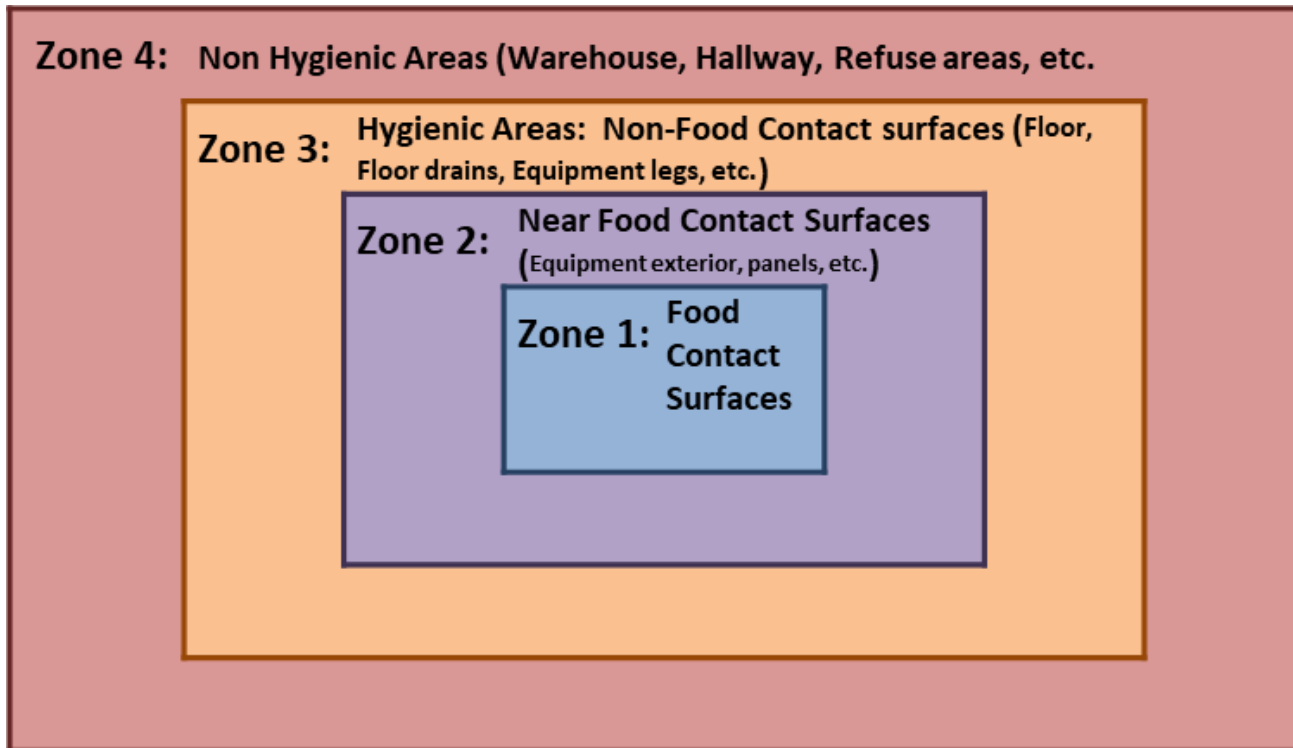 Zone 4: Non Hygienic Areas (Warehouse, Hallway, Refuse areas, etc.
Zone 3: Hygienic Areas: Non-Food Contact surfaces (Floor,
Floor drains, Equipment legs, etc.)
Zone 2: Near Food Contact Surfaces
(Equipment exterior, panels, etc.)
Zone 1: Food
Contact
Surfaces